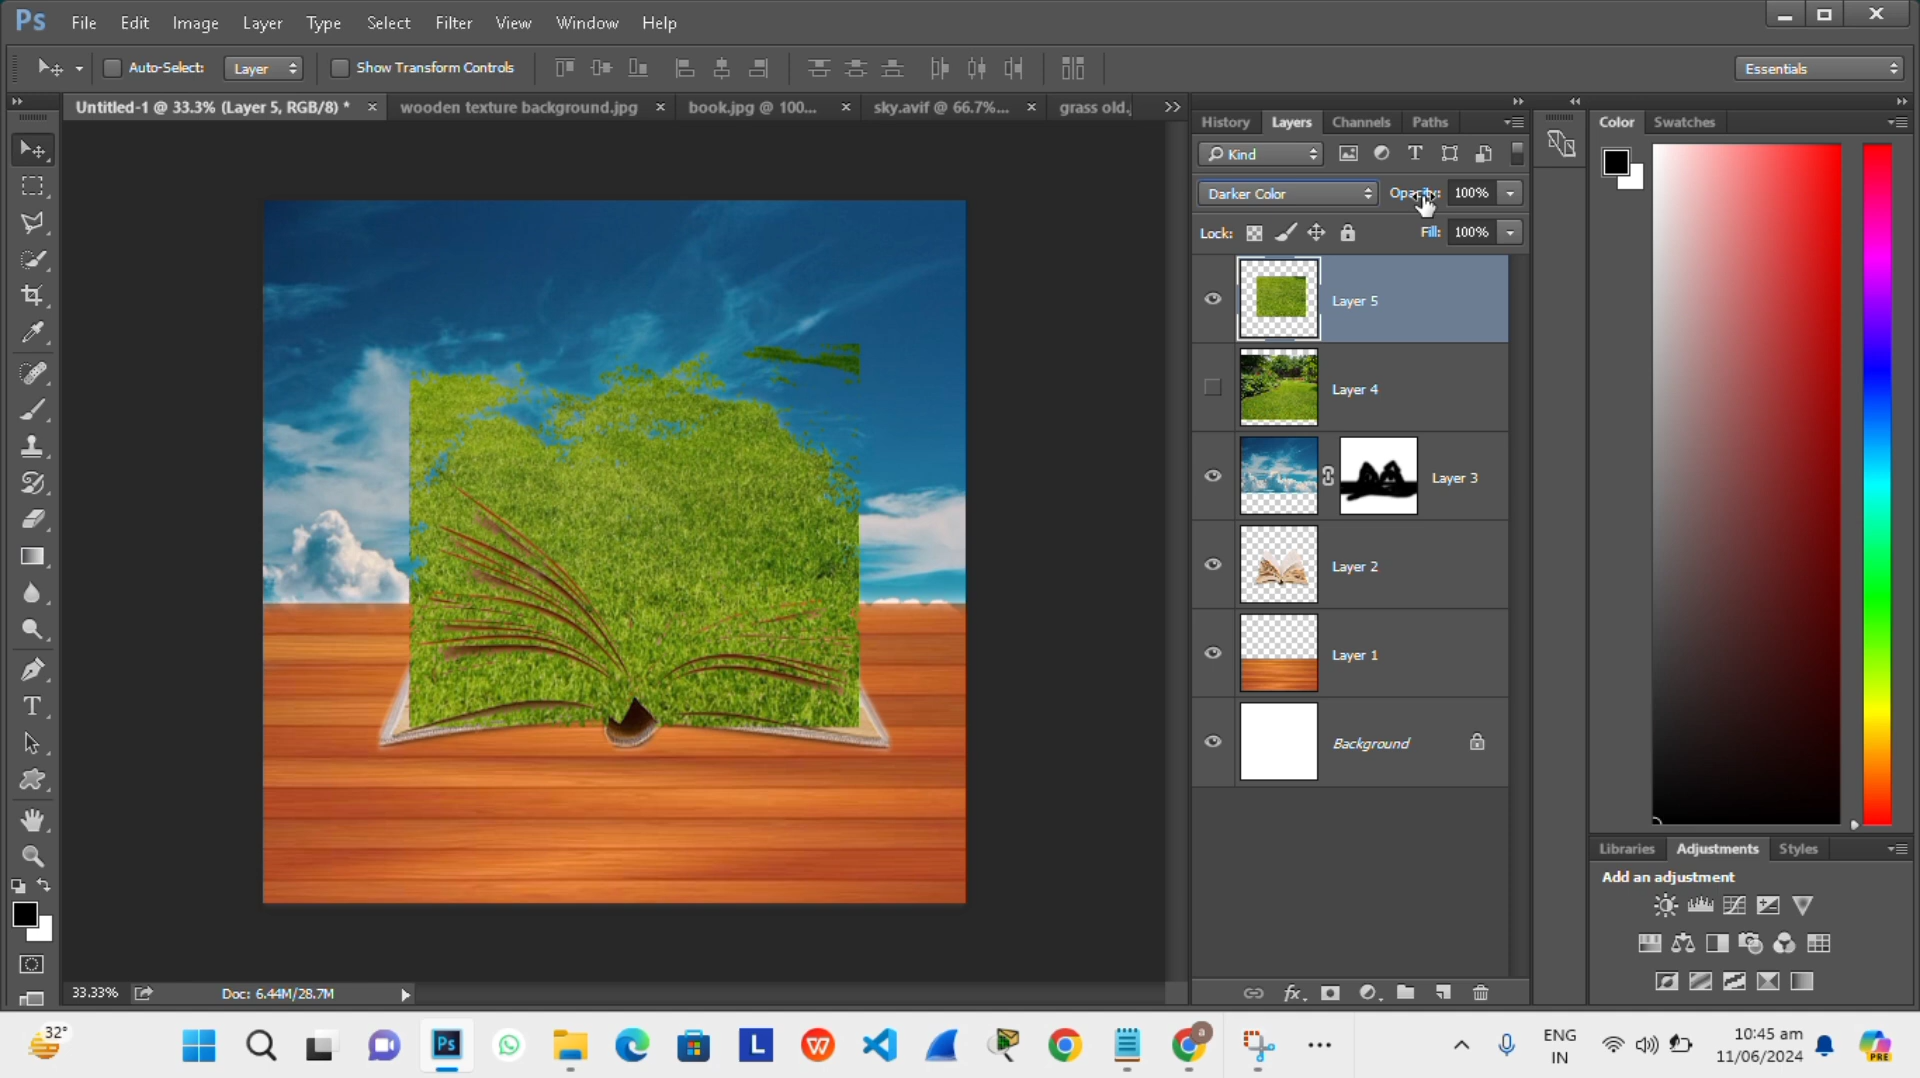 Ps File Edit Image Layer Type Select Filter View Window Help
Auto-Select: Layer Show Transform Controls Essentials
Untitled-1 @ 33.3% (Layer 5, RGB/8) * wooden texture background.jpg book.jpg @ 100... sky.avif @ 66.7%... grass old.
History Layers Channels Paths
Color Swatches
Kind
Darker Color Opacity: 100%
Lock: Fill: 100%
Layer 5
Layer 4
Layer 3
Layer 2
Layer 1
Background
Libraries Adjustments Styles
Add an adjustment
33.33% Doc: 6.44M/28.7M
32°
Ps
L
W
a
ENG
IN
10:45 am
11/06/2024
PRE